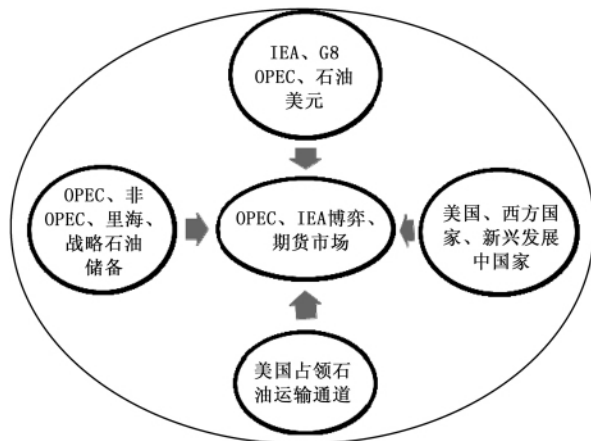 IEA、G8
OPEC、石油
美元
OPEC、非
OPEC、里海、
战略石油
储备
OPEC、IEA博弈、
期货市场
美国、西方国
家、新兴发展
中国家
美国占领石
油运输通道